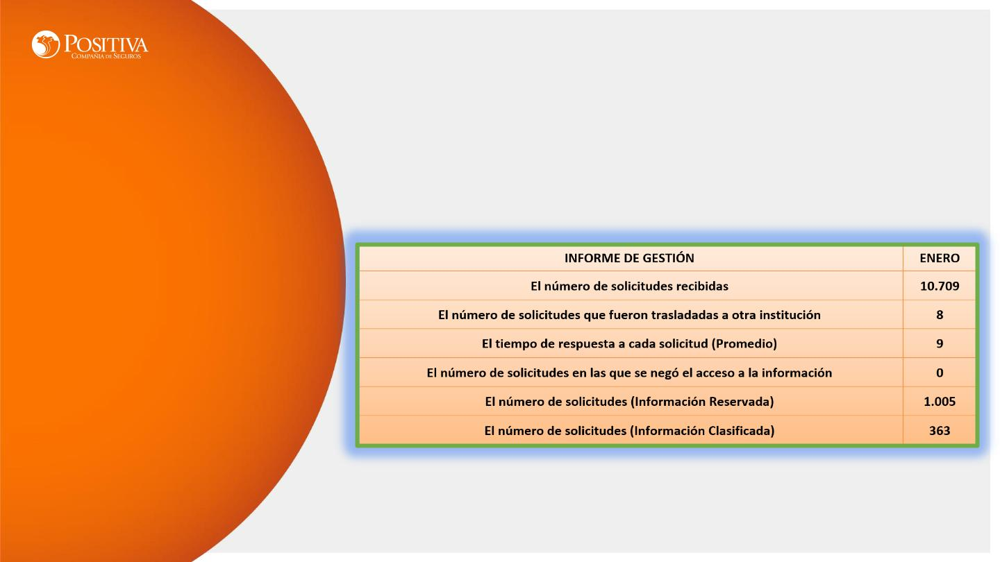 POSITIVA
COMPAÑIA DE SEGUROS
INFORME DE GESTIÓN ENERO
El número de solicitudes recibidas 10.709
El número de solicitudes que fueron trasladadas a otra institución 8
El tiempo de respuesta a cada solicitud (Promedio) 9
El número de solicitudes en las que se negó el acceso a la información 0
El número de solicitudes (Información Reservada) 1.005
El número de solicitudes (Información Clasificada) 363